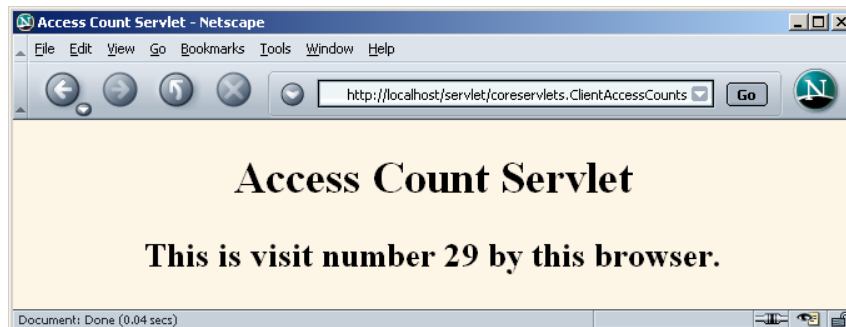 Access Count Servlet - Netscape
File Edit View Go Bookmarks Tools Window Help
http://localhost/servlet/coreservlets.ClientAccessCounts Go N
Access Count Servlet
This is visit number 29 by this browser.
Document: Done (0.04 secs)